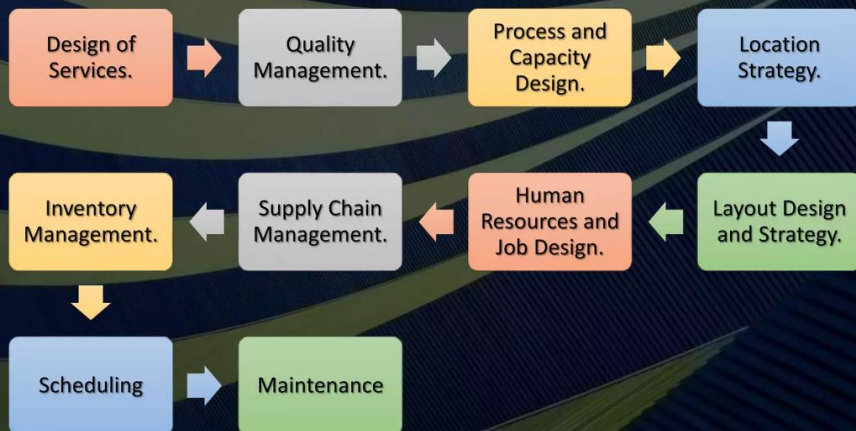 Design of
Services.
Quality
Management.
Process and
Capacity
Design.
Location
Strategy.
Layout Design
and Strategy.
Human
Resources and
Job Design.
Supply Chain
Management.
Inventory
Management.
Scheduling
Maintenance